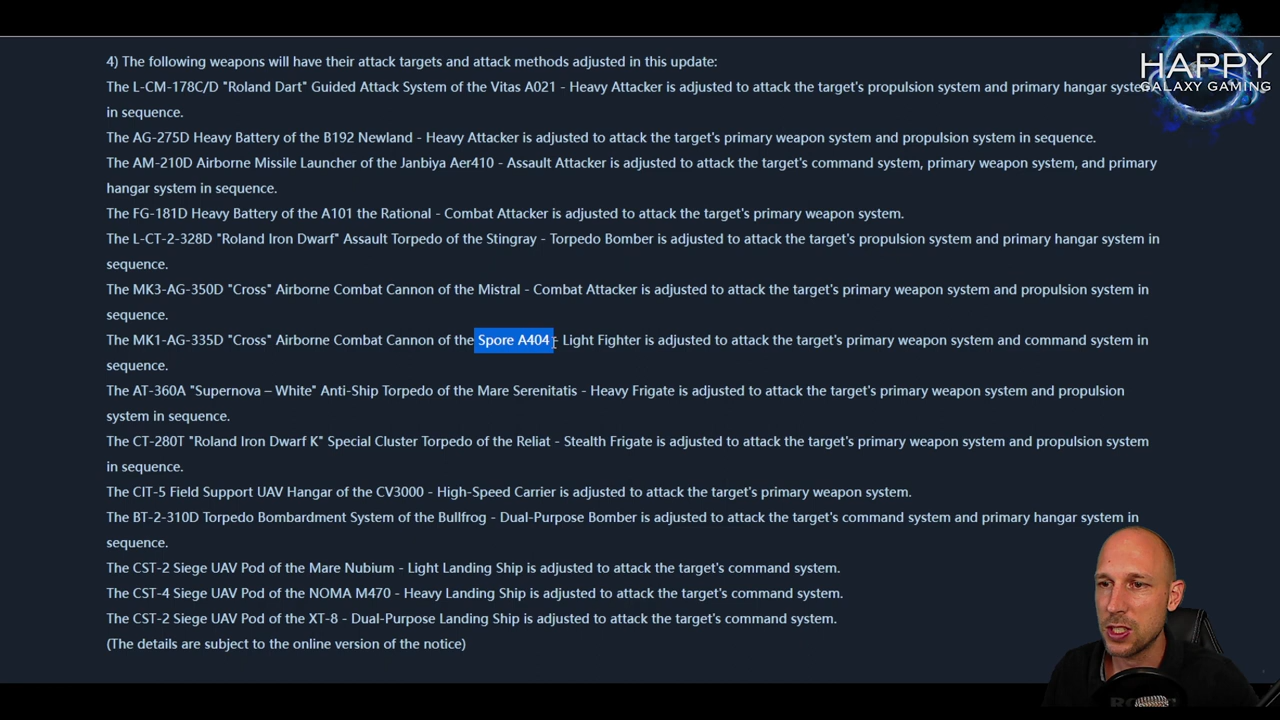 HAPPY
GALAXY GAMING
4) The following weapons will have their attack targets and attack methods adjusted in this update:
The L-CM-178C/D "Roland Dart" Guided Attack System of the Vitas A021 - Heavy Attacker is adjusted to attack the target's propulsion system and primary hangar system
in sequence.
The AG-275D Heavy Battery of the B192 Newland - Heavy Attacker is adjusted to attack the target's primary weapon system and propulsion system in sequence.
The AM-210D Airborne Missile Launcher of the Janbiya Aer410 - Assault Attacker is adjusted to attack the target's command system, primary weapon system, and primary
hangar system in sequence.
The FG-181D Heavy Battery of the A101 the Rational - Combat Attacker is adjusted to attack the target's primary weapon system.
The L-CT-2-328D "Roland Iron Dwarf" Assault Torpedo of the Stingray - Torpedo Bomber is adjusted to attack the target's propulsion system and primary hangar system in
sequence.
The MK3-AG-350D "Cross" Airborne Combat Cannon of the Mistral - Combat Attacker is adjusted to attack the target's primary weapon system and propulsion system in
sequence.
The MK1-AG-335D "Cross" Airborne Combat Cannon of the Spore A404 - Light Fighter is adjusted to attack the target's primary weapon system and command system in
sequence.
The AT-360A "Supernova – White" Anti-Ship Torpedo of the Mare Serenitatis - Heavy Frigate is adjusted to attack the target's primary weapon system and propulsion
system in sequence.
The CT-280T "Roland Iron Dwarf K" Special Cluster Torpedo of the Reliat - Stealth Frigate is adjusted to attack the target's primary weapon system and propulsion system
in sequence.
The CIT-5 Field Support UAV Hangar of the CV3000 - High-Speed Carrier is adjusted to attack the target's primary weapon system.
The BT-2-310D Torpedo Bombardment System of the Bullfrog - Dual-Purpose Bomber is adjusted to attack the target's command system and primary hangar system in
sequence.
The CST-2 Siege UAV Pod of the Mare Nubium - Light Landing Ship is adjusted to attack the target's command system.
The CST-4 Siege UAV Pod of the NOMA M470 - Heavy Landing Ship is adjusted to attack the target's command system.
The CST-2 Siege UAV Pod of the XT-8 - Dual-Purpose Landing Ship is adjusted to attack the target's command system.
(The details are subject to the online version of the notice)